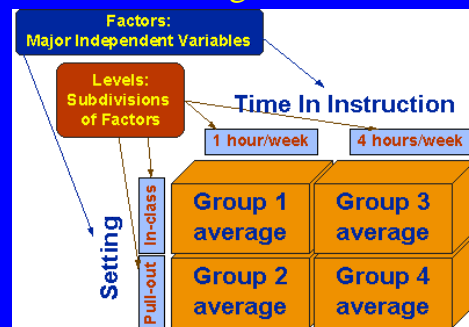 Factors:
Major Independent Variables
Levels:
Subdivisions
of Factors
Time In Instruction
1 hour/week
4 hours/week
Setting
In-class
Group 1
average
Group 3
average
Pull-out
Group 2
average
Group 4
average